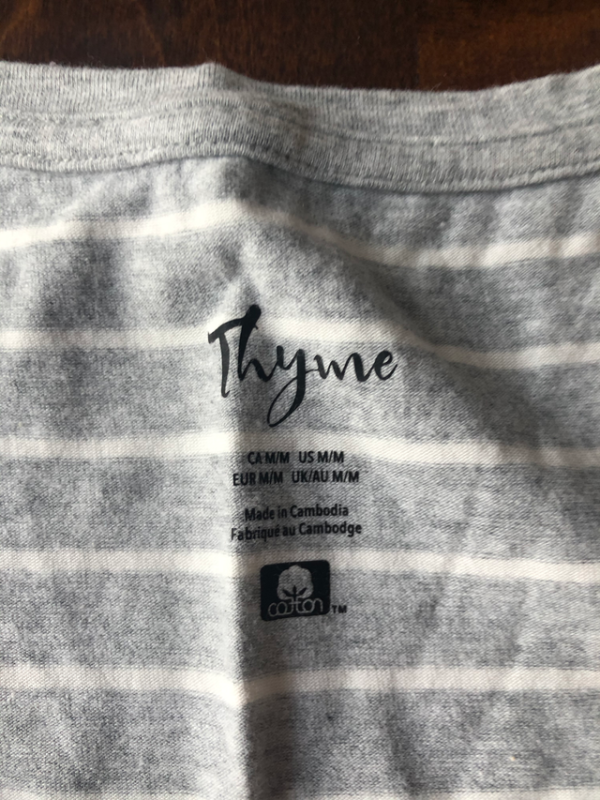 Thyme
CA M/M US M/M
EUR M/M UK/AU M/M
Made in Cambodia
Fabriqué au Cambodge
cotton TM